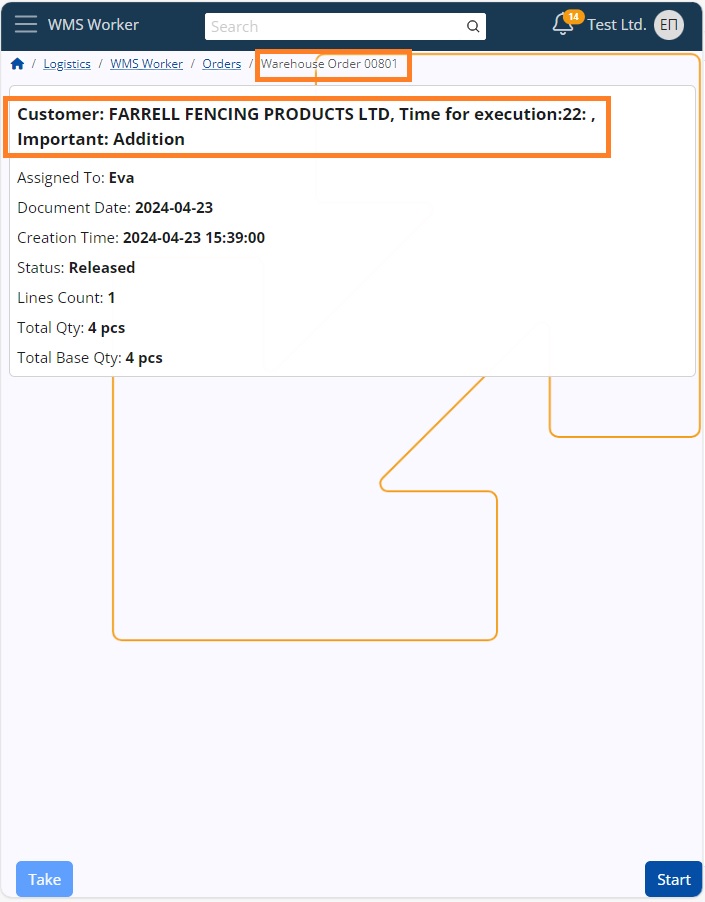 WMS Worker
Search
14
Test Ltd.
ЕП
/ Logistics / WMS Worker / Orders / Warehouse Order 00801
Customer: FARRELL FENCING PRODUCTS LTD, Time for execution:22: ,
Important: Addition
Assigned To: Eva
Document Date: 2024-04-23
Creation Time: 2024-04-23 15:39:00
Status: Released
Lines Count: 1
Total Qty: 4 pcs
Total Base Qty: 4 pcs
Take
Start